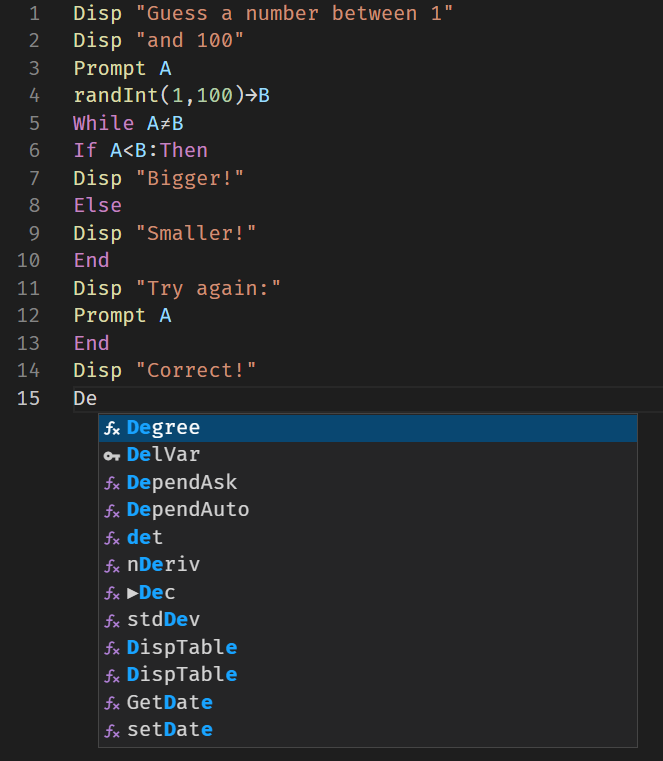 1 Disp "Guess a number between 1"
2 Disp "and 100"
3 Prompt A
4 randInt(1,100)→B
5 While A≠B
6 If A<B:Then
7 Disp "Bigger!"
8 Else
9 Disp "Smaller!"
10 End
11 Disp "Try again:"
12 Prompt A
13 End
14 Disp "Correct!"
15 De
Degree
DelVar
DependAsk
DependAuto
det
nDeriv
►Dec
stdDev
DispTable
DispTable
GetDate
setDate